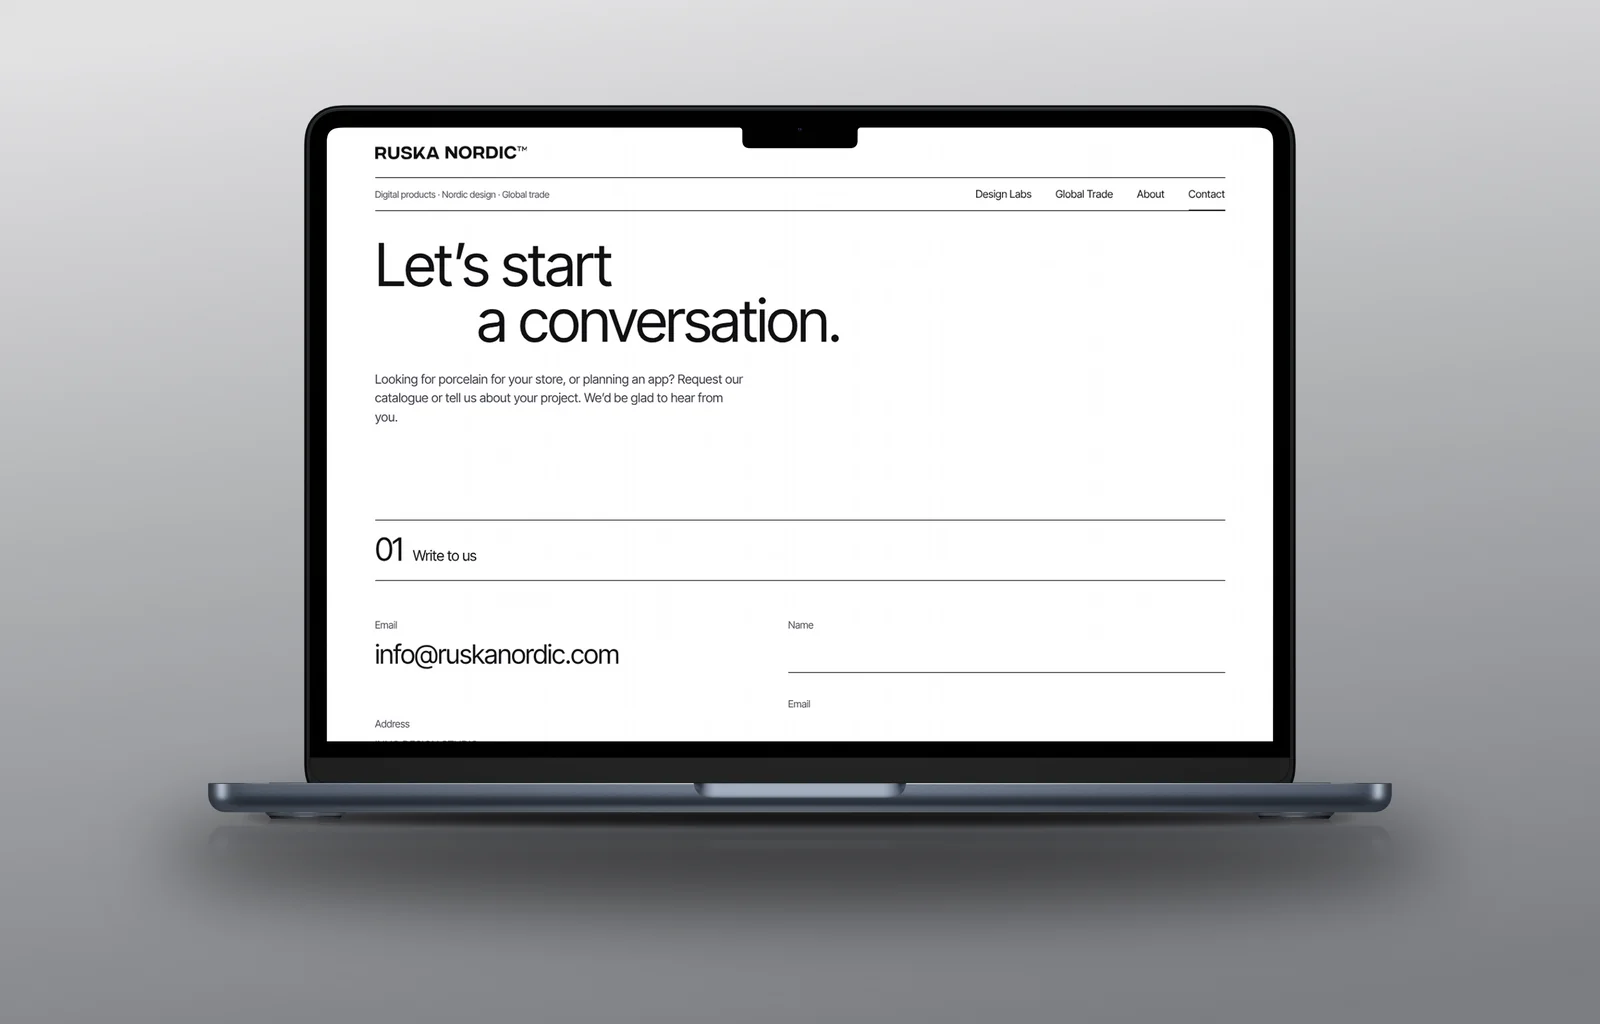 RUSKA NORDIC™
Digital products · Nordic design · Global trade
Design Labs
Global Trade
About
Contact
Let’s start
a conversation.
Looking for porcelain for your store, or planning an app? Request our
catalogue or tell us about your project. We’d be glad to hear from
you.
01 Write to us
Email
info@ruskanordic.com
Address
Name
Email